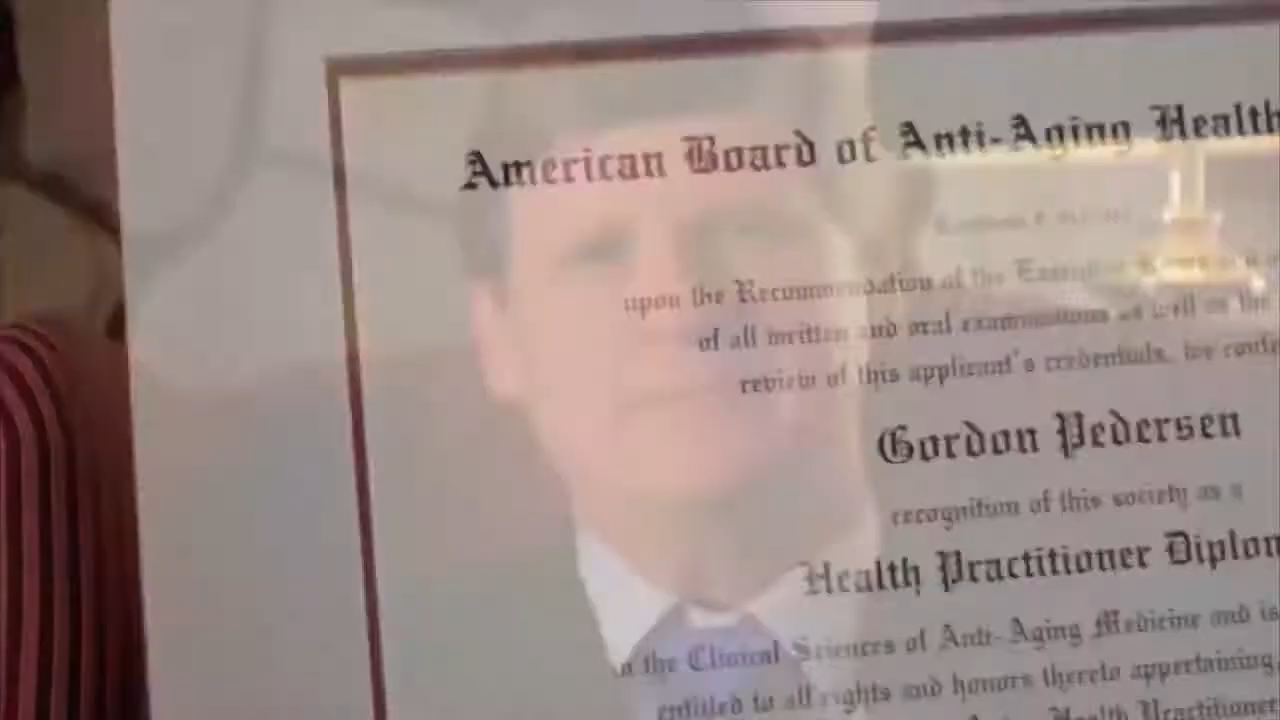 American Board of Anti-Aging Health
upon the Recommendation of the
of all written and oral examinations as well as the
review of this applicant's credentials, we
Gordon Pedersen
recognition of this society as a
Health Practitioner
the Clinical Sciences of Anti-Aging Medicine and is
entitled to all rights and honors thereto appertaining
Health Practitioner